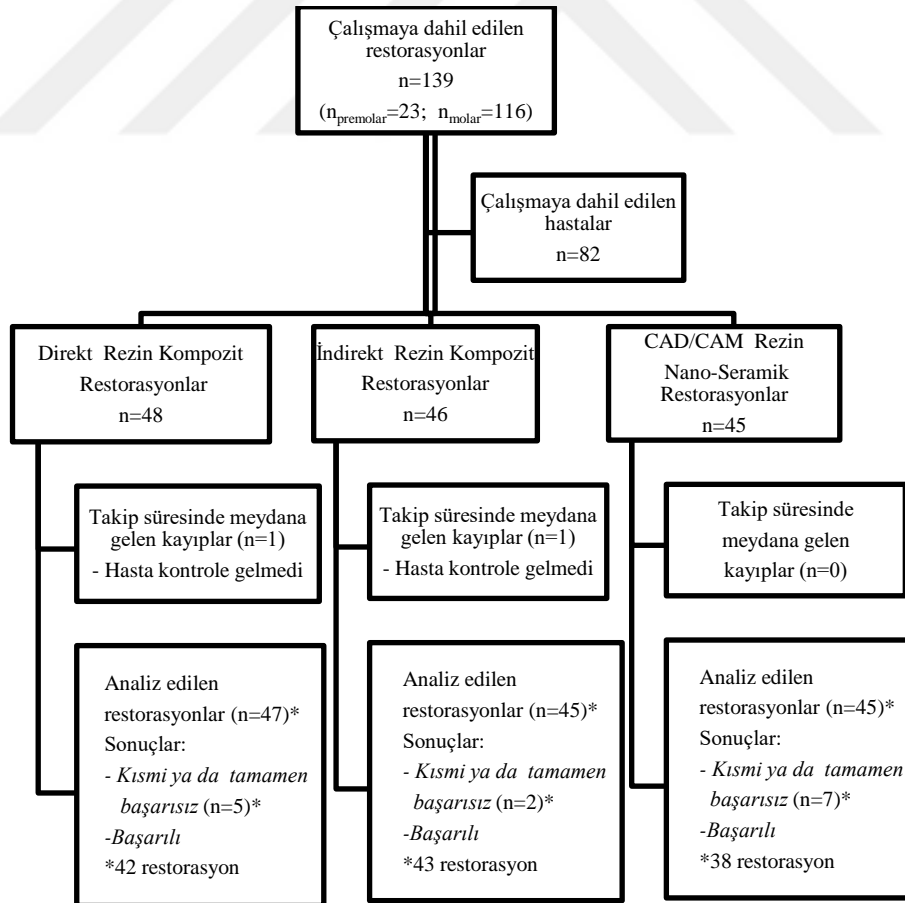 Çalışmaya dahil edilen
restorasyonlar
n=139
(npremolar=23; nmolar=116)
Çalışmaya dahil edilen
hastalar
n=82
Direkt Rezin Kompozit
Restorasyonlar
n=48
İndirekt Rezin Kompozit
Restorasyonlar
n=46
CAD/CAM Rezin
Nano-Seramik
Restorasyonlar
n=45
Takip süresinde meydana
gelen kayıplar (n=1)
- Hasta kontrole gelmedi
Takip süresinde meydana
gelen kayıplar (n=1)
- Hasta kontrole gelmedi
Takip süresinde
meydana gelen
kayıplar (n=0)
Analiz edilen
restorasyonlar (n=47)*
Sonuçlar:
- Kısmi ya da tamamen
başarısız (n=5)*
-Başarılı
*42 restorasyon
Analiz edilen
restorasyonlar (n=45)*
Sonuçlar:
- Kısmi ya da tamamen
başarısız (n=2)*
-Başarılı
*43 restorasyon
Analiz edilen
restorasyonlar (n=45)*
Sonuçlar:
- Kısmi ya da tamamen
başarısız (n=7)*
-Başarılı
*38 restorasyon